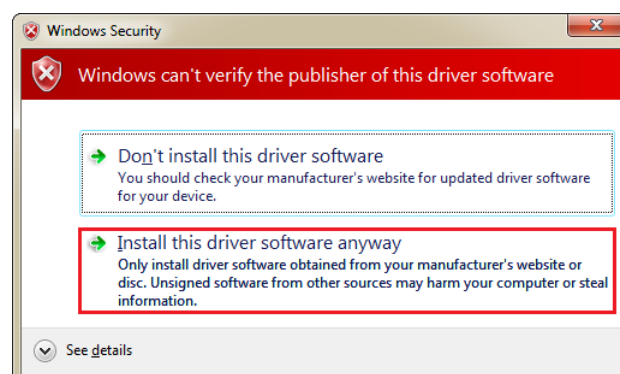 Windows Security
Windows can't verify the publisher of this driver software
Don't install this driver software
You should check your manufacturer's website for updated driver software
for your device.
Install this driver software anyway
Only install driver software obtained from your manufacturer's website or
disc. Unsigned software from other sources may harm your computer or steal
information.
See details